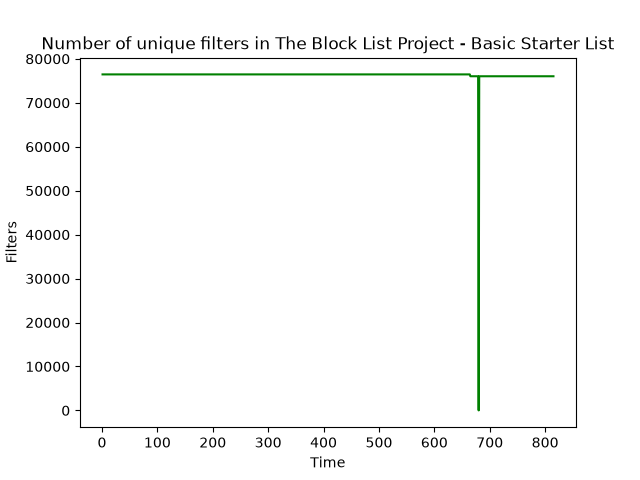 Number of unique filters in The Block List Project - Basic Starter List
80000
70000
60000
50000
40000
30000
20000
10000
0
Filters
0 100 200 300 400 500 600 700 800
Time